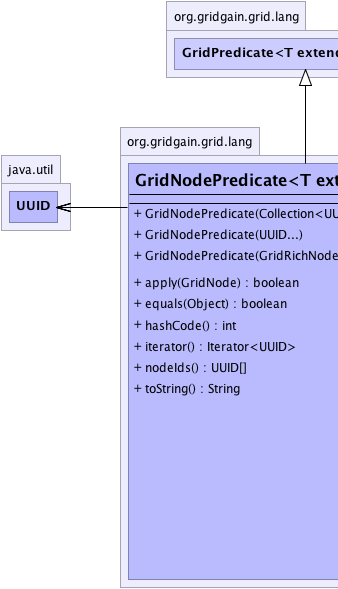 org.gridgain.grid.lang
GridPredicate<T extend
org.gridgain.grid.lang
java.util
UUID
GridNodePredicate<T ext
+ GridNodePredicate(Collection<UU
+ GridNodePredicate(UUID...)
+ GridNodePredicate(GridRichNode
+ apply(GridNode) : boolean
+ equals(Object) : boolean
+ hashCode() : int
+ iterator() : Iterator<UUID>
+ nodeIds() : UUID[]
+ toString() : String